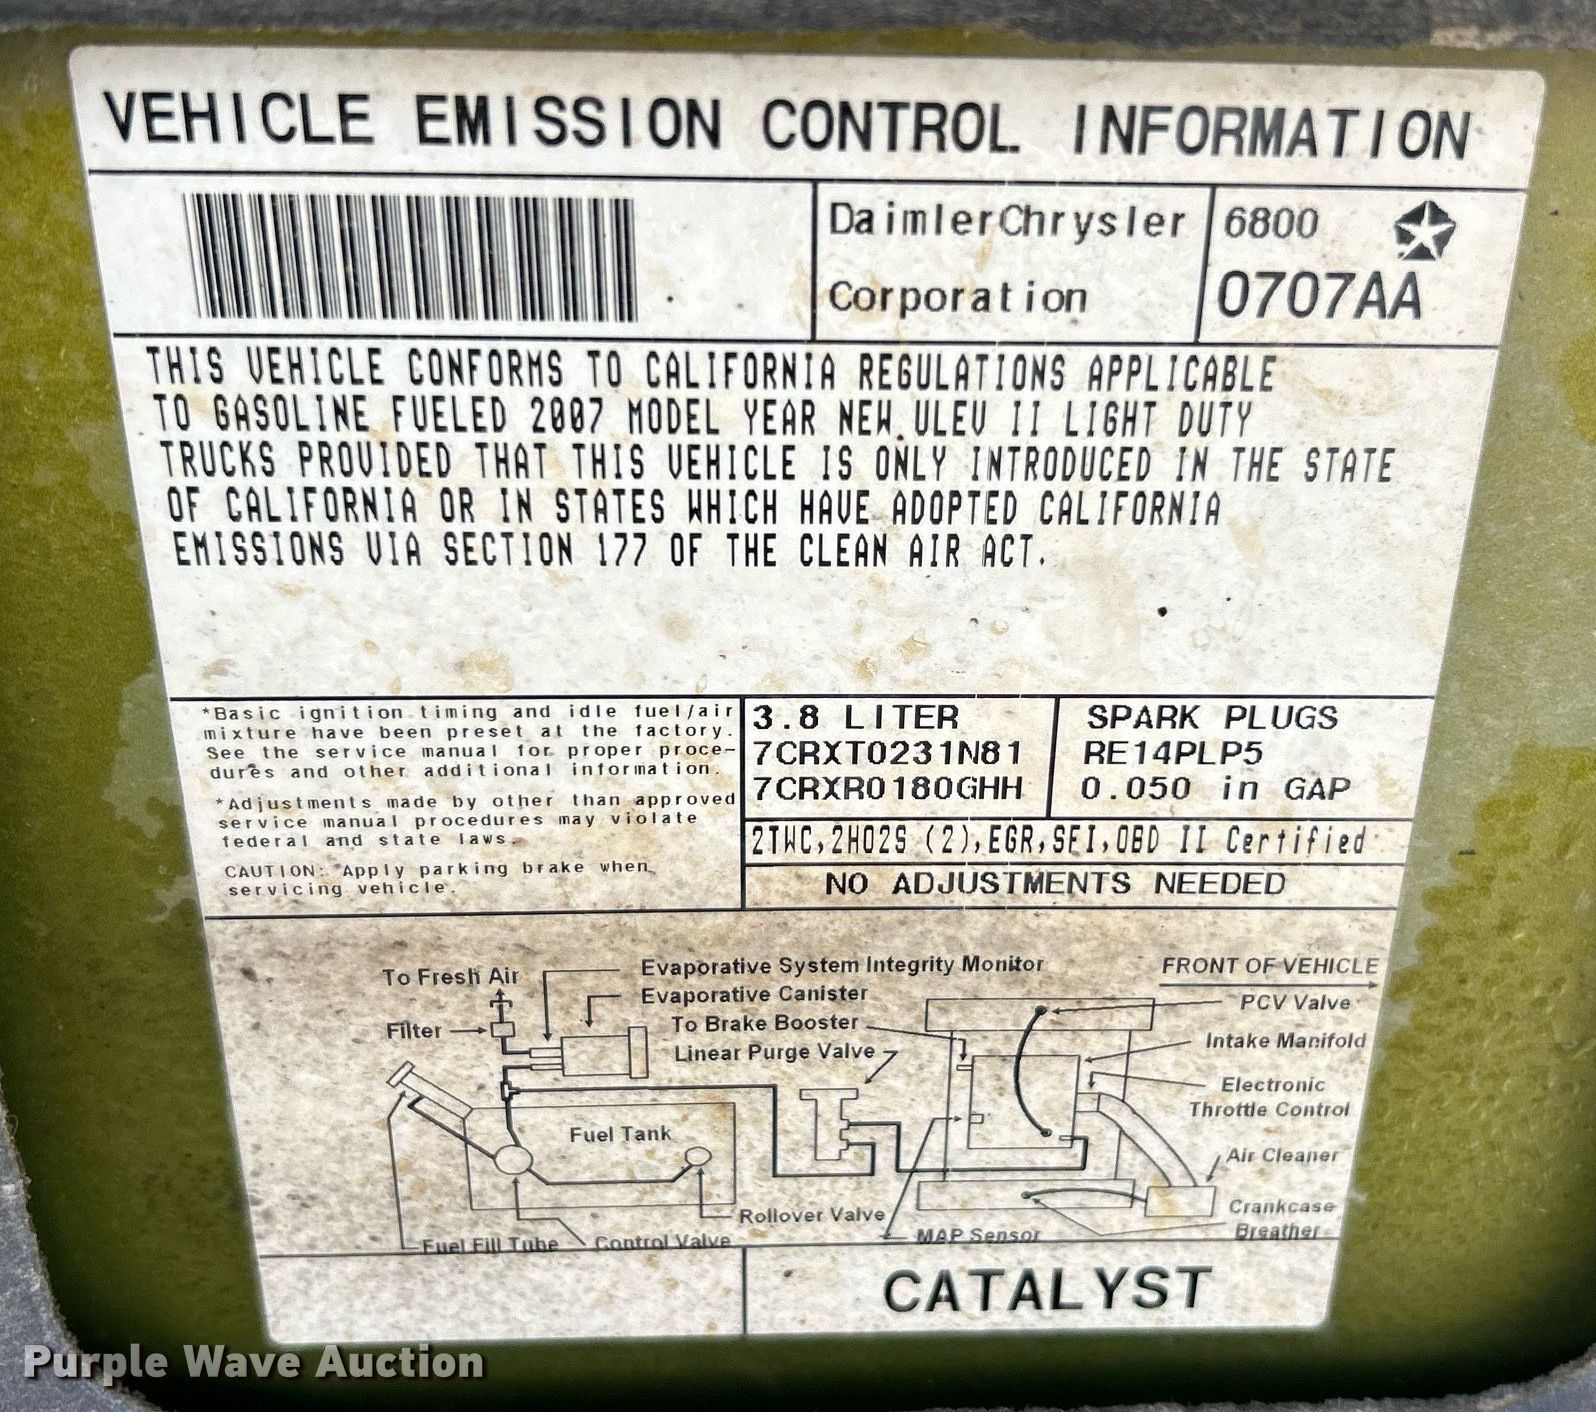 VEHICLE EMISSION CONTROL INFORMATION
DaimlerChrysler
Corporation
6800
0707AA
THIS VEHICLE CONFORMS TO CALIFORNIA REGULATIONS APPLICABLE
TO GASOLINE FUELED 2007 MODEL YEAR NEW ULEV II LIGHT DUTY
TRUCKS PROVIDED THAT THIS VEHICLE IS ONLY INTRODUCED IN THE STATE
OF CALIFORNIA OR IN STATES WHICH HAVE ADOPTED CALIFORNIA
EMISSIONS VIA SECTION 177 OF THE CLEAN AIR ACT.
*Basic ignition timing and idle fuel/air
mixture have been preset at the factory.
See the service manual for proper proce-
dures and other additional information.
*Adjustments made by other than approved
service manual procedures may violate
federal and state laws.
CAUTION: Apply parking brake when
servicing vehicle.
3.8 LITER
7CRXT0231N81
7CRXR0180GHH
SPARK PLUGS
RE14PLP5
0.050 in GAP
2TWC,2HO2S (2),EGR,SFI,OBD II Certified
NO ADJUSTMENTS NEEDED
To Fresh Air
Evaporative System Integrity Monitor
FRONT OF VEHICLE
Evaporative Canister
PCV Valve
Filter
To Brake Booster
Intake Manifold
Linear Purge Valve
Electronic
Throttle Control
Fuel Tank
Air Cleaner
Rollover Valve
Crankcase
Breather
Fuel Fill Tube
Control Valve
MAP Sensor
CATALYST
Purple Wave Auction